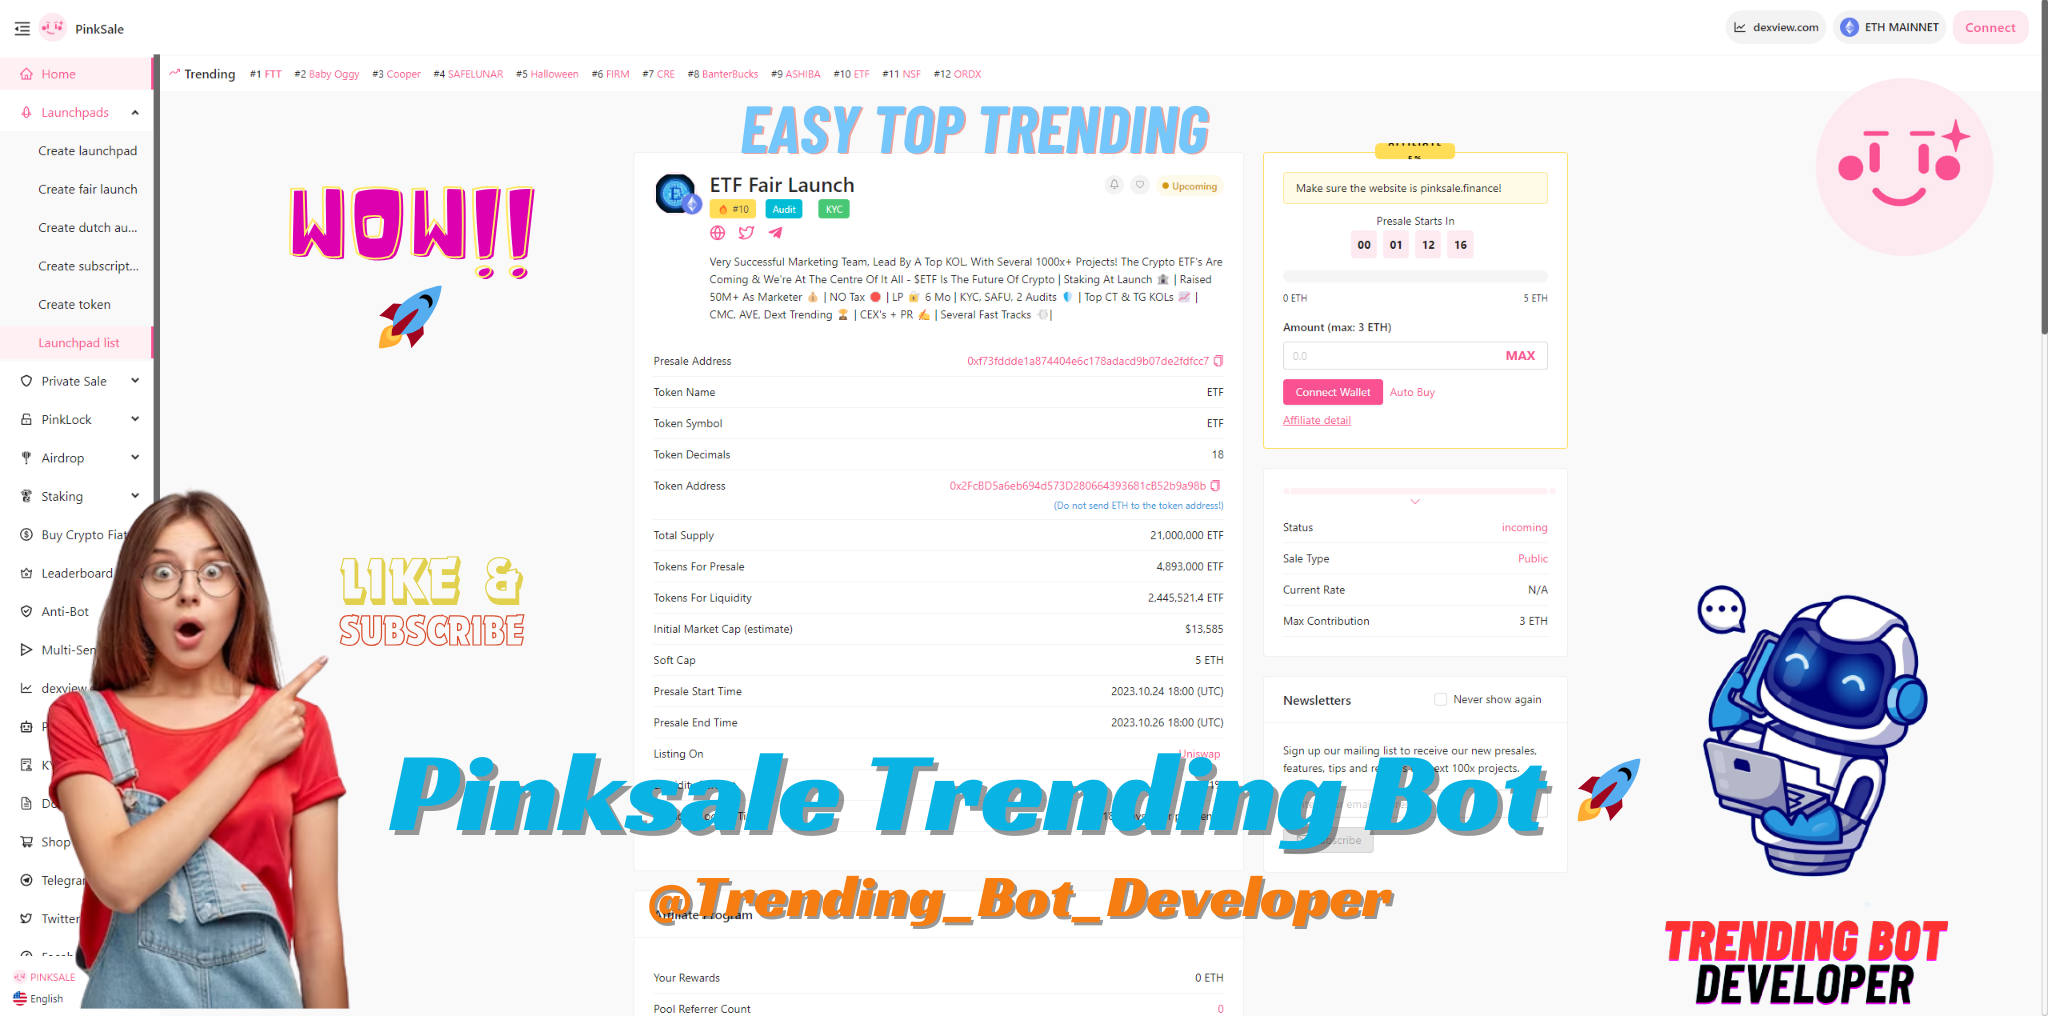 PinkSale
dexview.com
ETH MAINNET
Connect
Home
Launchpads
Create launchpad
Create fair launch
Create dutch au...
Create subscript...
Create token
Launchpad list
Private Sale
PinkLock
Airdrop
Staking
Buy Crypto Fiat
Leaderboard
Anti-Bot
Multi-Sen
dexview
Shop
Telegram
Twitter
PINKSALE
English
Trending #1 FTT #2 Baby Oggy #3 Cooper #4 SAFELUNAR #5 Halloween #6 FIRM #7 CRE #8 BanterBucks #9 ASHIBA #10 ETF #11 NSF #12 ORDX
EASY TOP TRENDING
WOW!!
LIKE &
SUBSCRIBE
ETF Fair Launch
Upcoming
#10 Audit KYC
Very Successful Marketing Team, Lead By A Top KOL, With Several 1000x+ Projects! The Crypto ETF's Are
Coming & We're At The Centre Of It All - $ETF Is The Future Of Crypto | Staking At Launch 🏦 | Raised
50M+ As Marketer 💰 | NO Tax 🛑 | LP 🔐 6 Mo | KYC, SAFU, 2 Audits 🛡️ | Top CT & TG KOLs 📈 |
CMC, AVE, Dext Trending 🏆 | CEX's + PR ✍️ | Several Fast Tracks 💨|
Presale Address 0xf73fddde1a874404e6c178adacd9b07de2fdfcc7
Token Name ETF
Token Symbol ETF
Token Decimals 18
Token Address 0x2FcBD5a6eb694d573D280664393681cB52b9a98b
(Do not send ETH to the token address!)
Total Supply 21,000,000 ETF
Tokens For Presale 4,893,000 ETF
Tokens For Liquidity 2,445,521.4 ETF
Initial Market Cap (estimate) $13,585
Soft Cap 5 ETH
Presale Start Time 2023.10.24 18:00 (UTC)
Presale End Time 2023.10.26 18:00 (UTC)
Listing On Uniswap
Affiliate Program
Your Rewards 0 ETH
Pool Referrer Count 0
Make sure the website is pinksale.finance!
Presale Starts In
00 01 12 16
0 ETH 5 ETH
Amount (max: 3 ETH)
0.0 MAX
Connect Wallet Auto Buy
Affiliate detail
Status incoming
Sale Type Public
Current Rate N/A
Max Contribution 3 ETH
Newsletters Never show again
Sign up our mailing list to receive our new presales,
features, tips and next 100x projects.
Pinksale Trending Bot
@Trending_Bot_Developer
TRENDING BOT
DEVELOPER